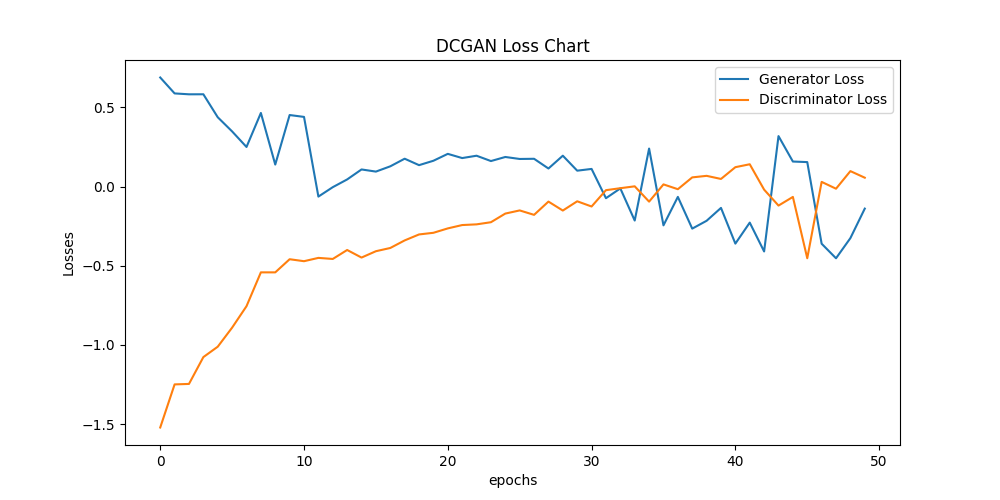 DCGAN Loss Chart
Generator Loss
Discriminator Loss
0.5
0.0
−0.5
−1.0
−1.5
Losses
0 10 20 30 40 50
epochs